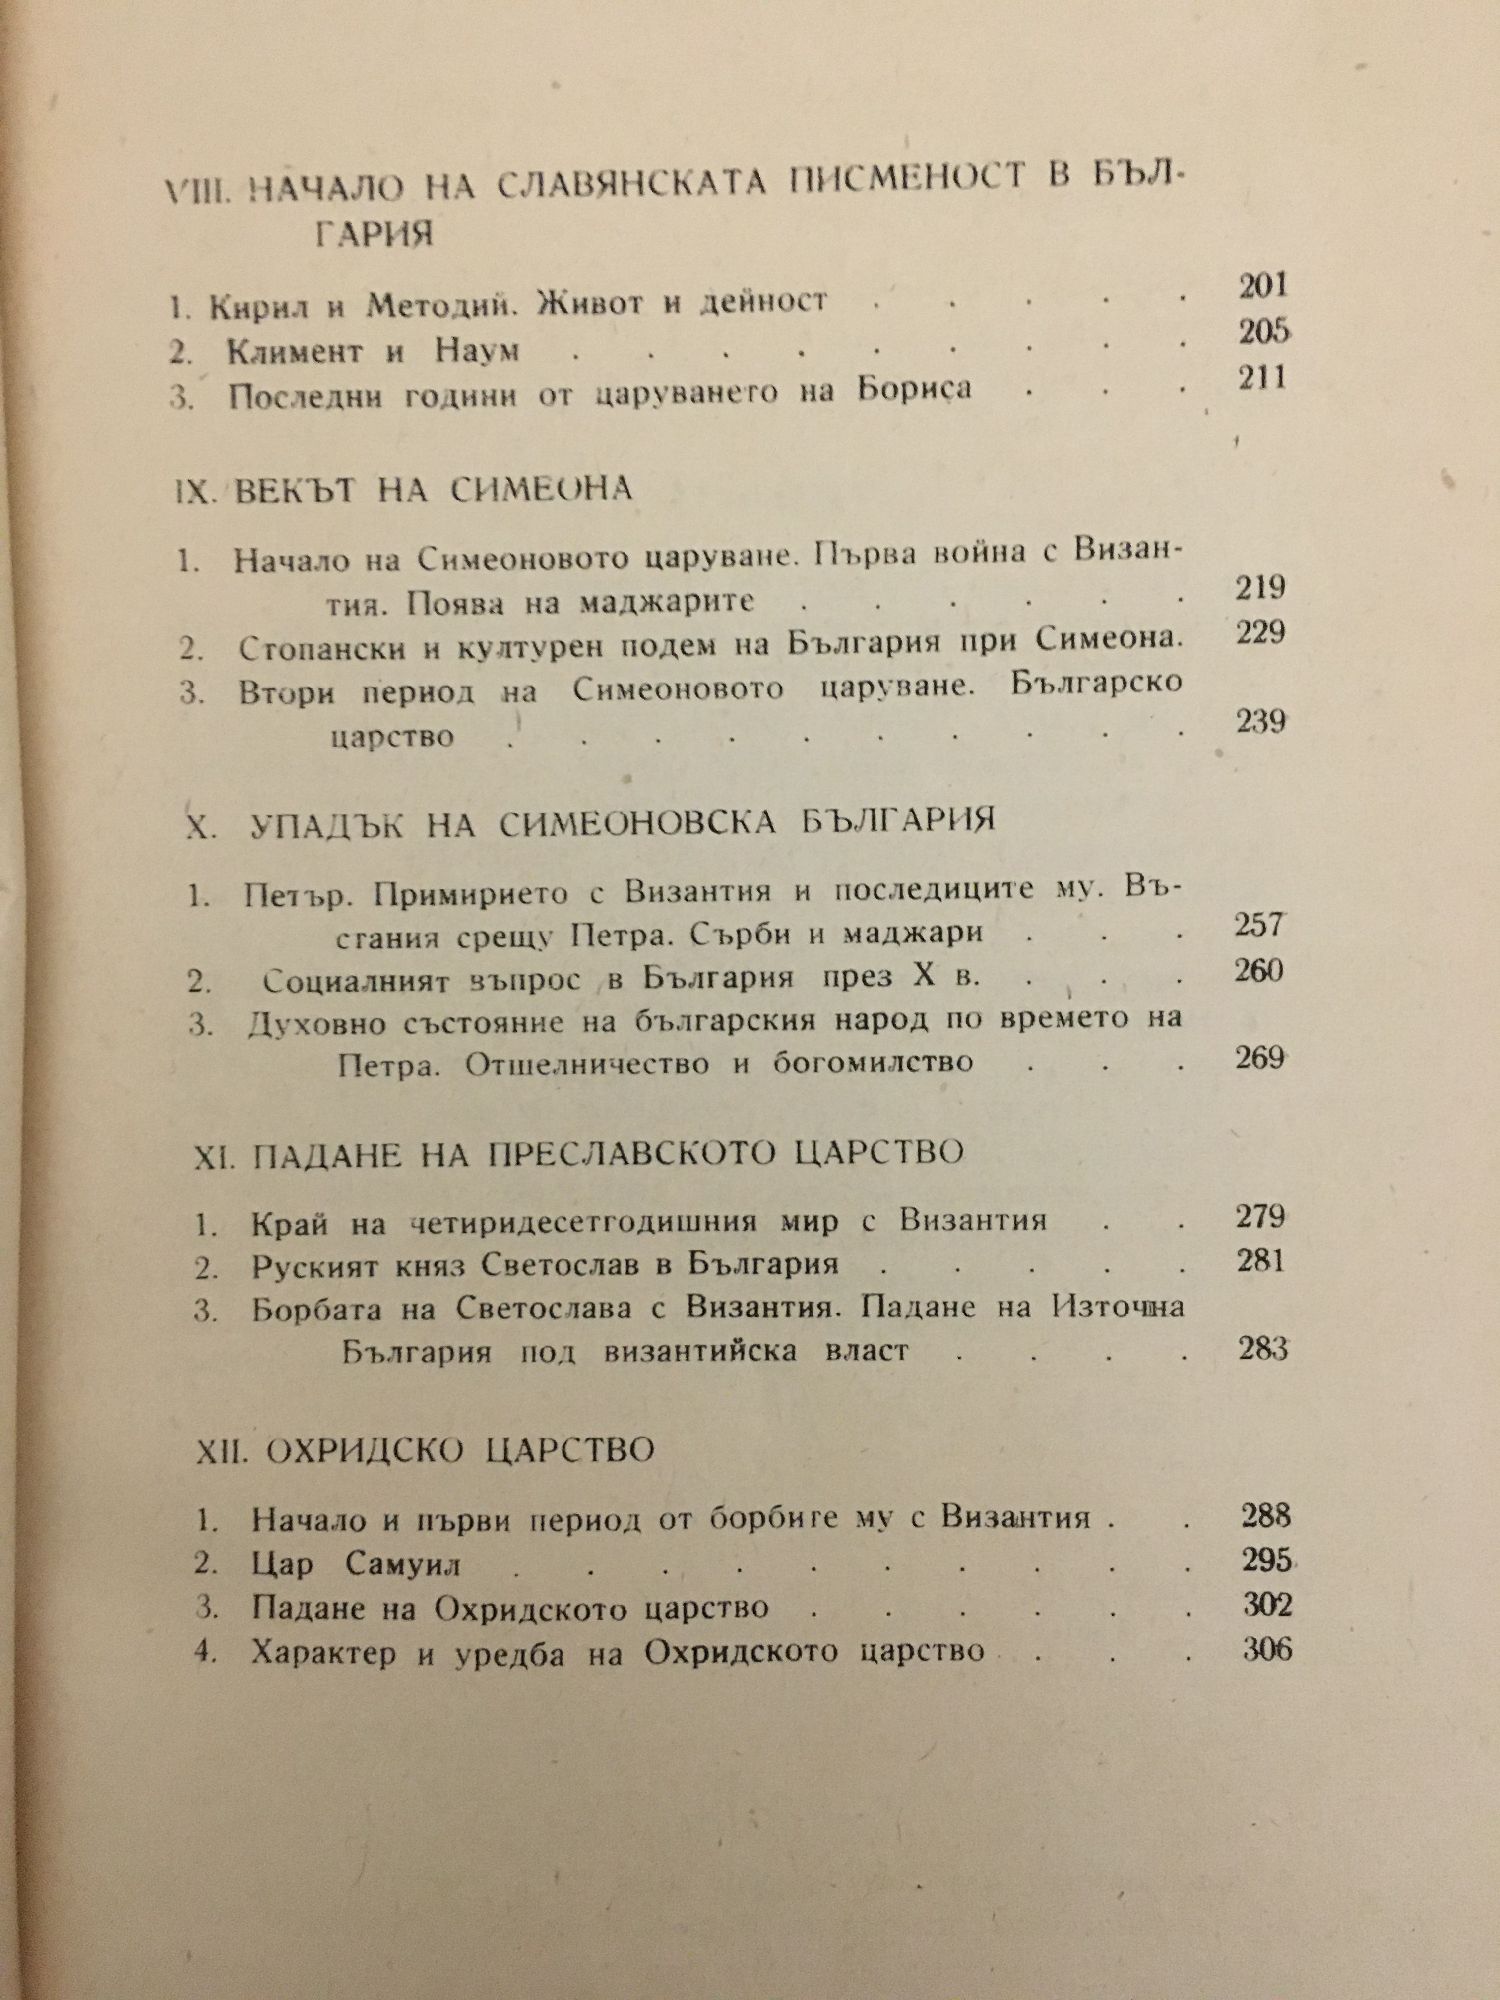 VIII. НАЧАЛО НА СЛАВЯНСКАТА ПИСМЕНОСТ В БЪЛ-
ГАРИЯ
1. Кирил и Методий. Живот и дейност . . . . . 201
2. Климент и Наум . . . . . . . . . 205
3. Последни години от царуването на Бориса . . . 211
IX. ВЕКЪТ НА СИМЕОНА
1. Начало на Симеоновото царуване. Първа война с Визан-
тия. Поява на маджарите . . . . . . 219
2. Стопански и културен подем на България при Симеона. 229
3. Втори период на Симеоновото царуване. Българско
царство . . . . . . . . . . 239
X. УПАДЪК НА СИМЕОНОВСКА БЪЛГАРИЯ
1. Петър. Примирието с Византия и последиците му. Въ-
стания срещу Петра. Сърби и маджари . . . 257
2. Социалният въпрос в България през X в. . . . 260
3. Духовно състояние на българския народ по времето на
Петра. Отшелничество и богомилство . . . 269
XI. ПАДАНЕ НА ПРЕСЛАВСКОТО ЦАРСТВО
1. Край на четиридесетгодишния мир с Византия . . 279
2. Руският княз Светослав в България . . . . . 281
3. Борбата на Светослава с Византия. Падане на Източна
България под византийска власт . . . . 283
XII. ОХРИДСКО ЦАРСТВО
1. Начало и първи период от борбите му с Византия . . 288
2. Цар Самуил . . . . . . . . . . 295
3. Падане на Охридското царство . . . . . . 302
4. Характер и уредба на Охридското царство . . . 306